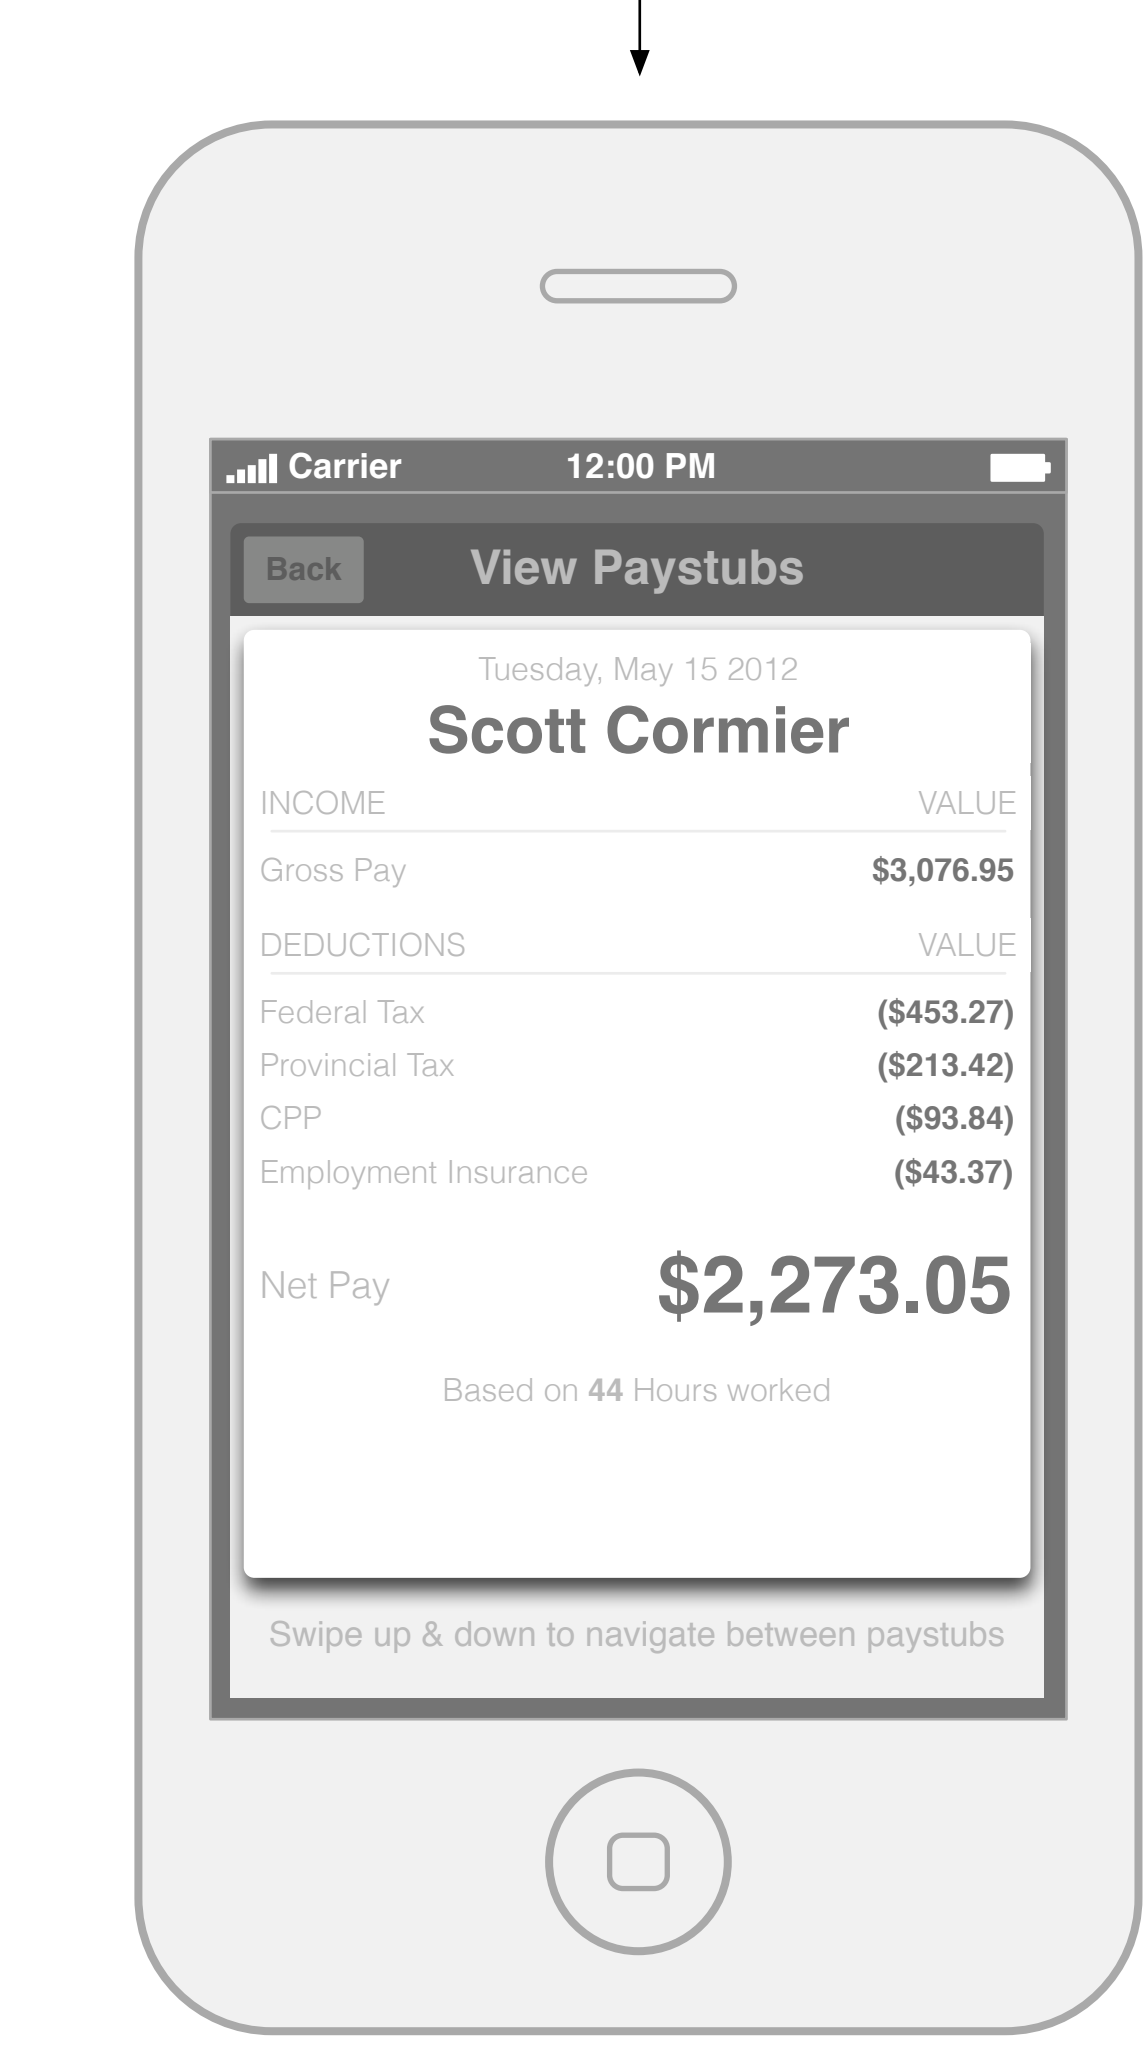 Carrier 12:00 PM
Back View Paystubs
Tuesday, May 15 2012
Scott Cormier
INCOME VALUE
Gross Pay $3,076.95
DEDUCTIONS VALUE
Federal Tax ($453.27)
Provincial Tax ($213.42)
CPP ($93.84)
Employment Insurance ($43.37)
Net Pay $2,273.05
Based on 44 Hours worked
Swipe up & down to navigate between paystubs